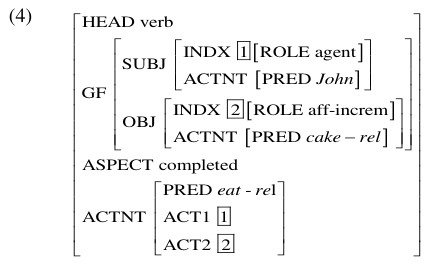 (4)
HEAD verb
GF
SUBJ
INDX 1[ROLE agent]
ACTNT [PRED John]
OBJ
INDX 2[ROLE aff-increm]
ACTNT [PRED cake – rel]
ASPECT completed
ACTNT
PRED eat - rel
ACT1 1
ACT2 2